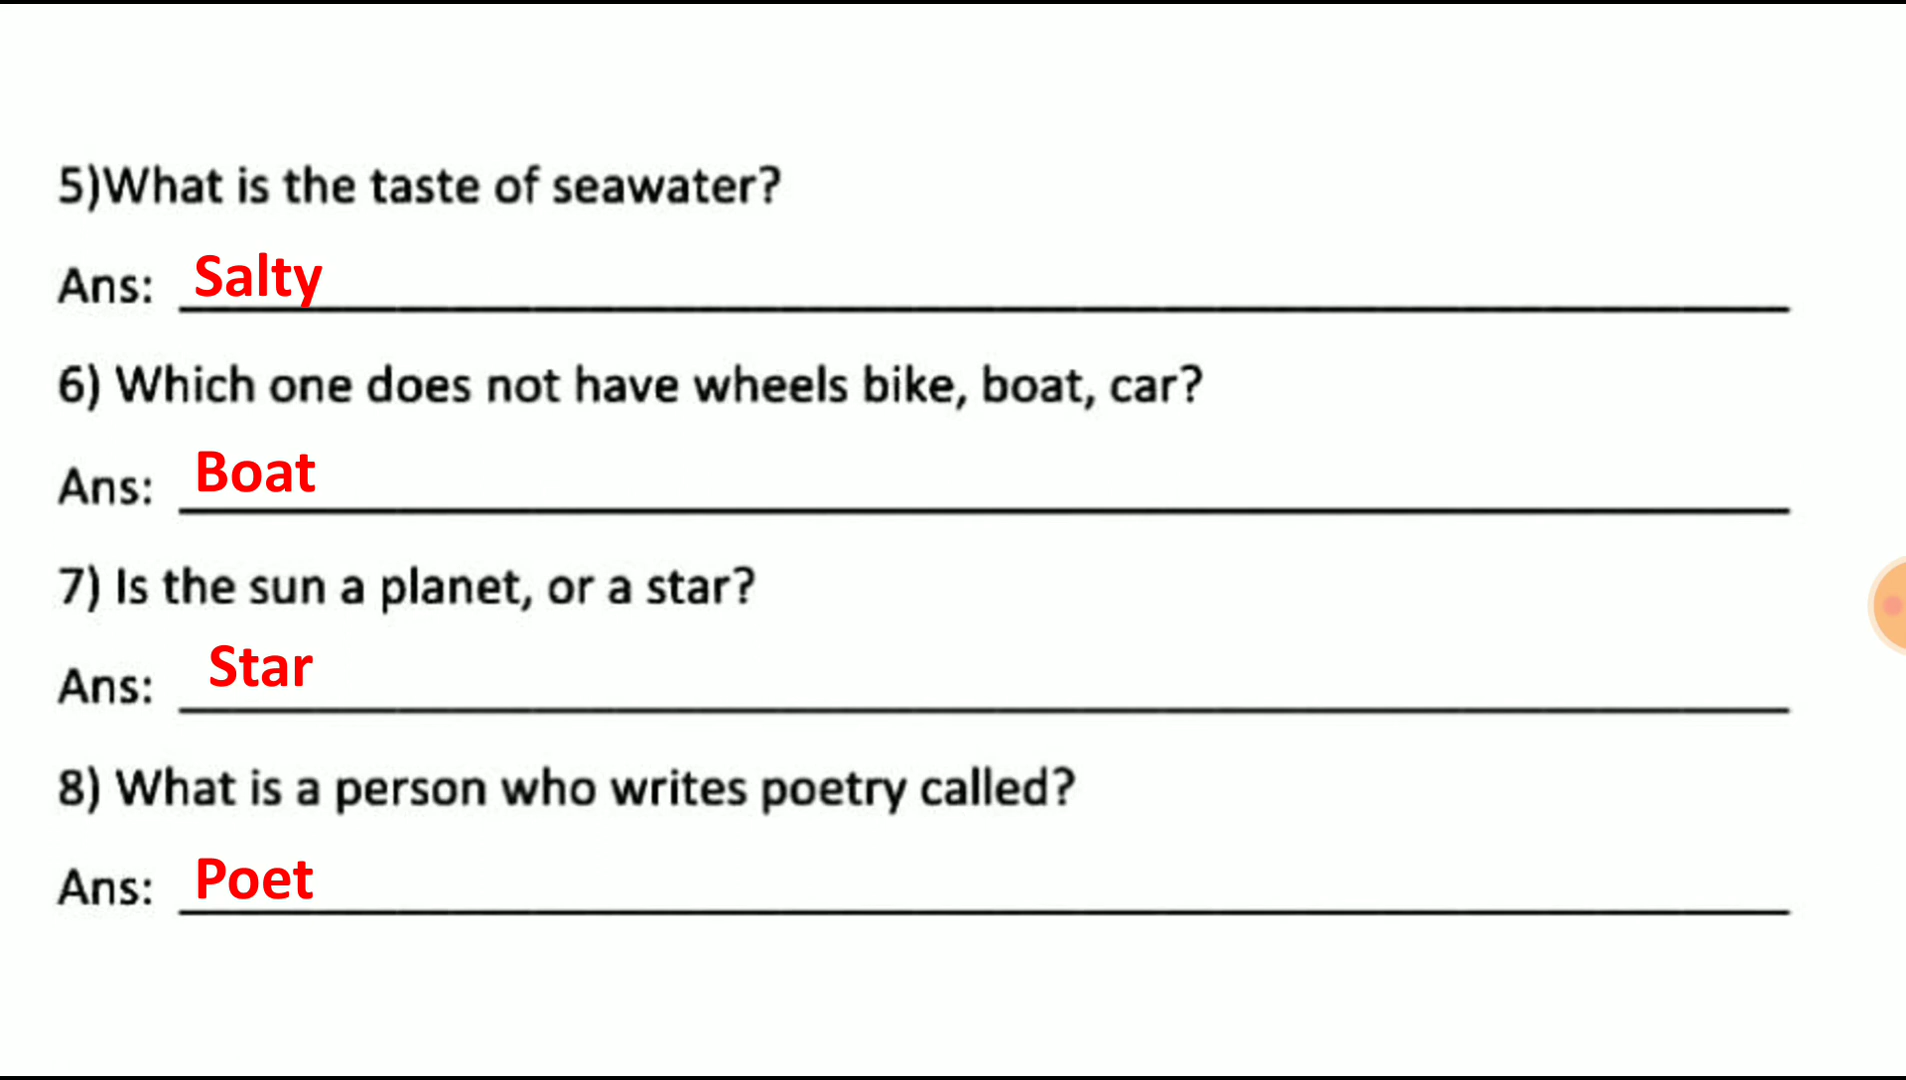 5)What is the taste of seawater?
Ans: Salty
6) Which one does not have wheels bike, boat, car?
Ans: Boat
7) Is the sun a planet, or a star?
Ans: Star
8) What is a person who writes poetry called?
Ans: Poet